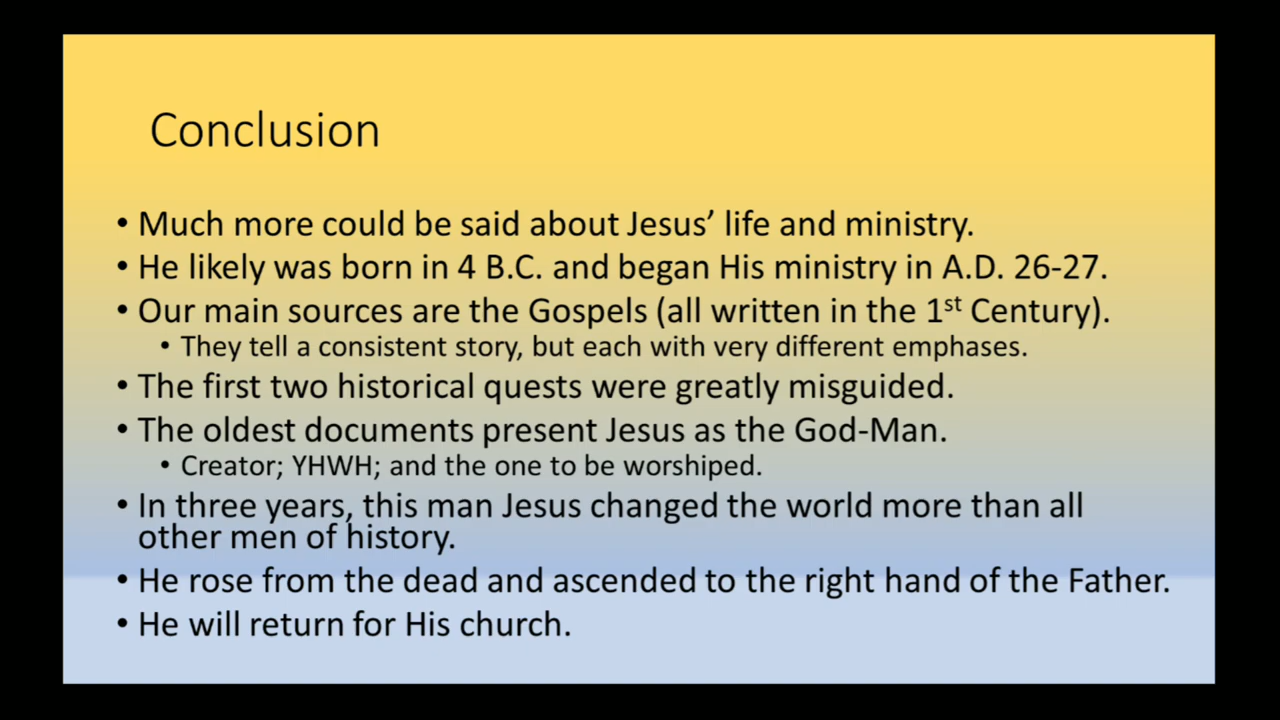 Conclusion
• Much more could be said about Jesus’ life and ministry.
• He likely was born in 4 B.C. and began His ministry in A.D. 26-27.
• Our main sources are the Gospels (all written in the 1st Century).
• They tell a consistent story, but each with very different emphases.
• The first two historical quests were greatly misguided.
• The oldest documents present Jesus as the God-Man.
• Creator; YHWH; and the one to be worshiped.
• In three years, this man Jesus changed the world more than all
other men of history.
• He rose from the dead and ascended to the right hand of the Father.
• He will return for His church.